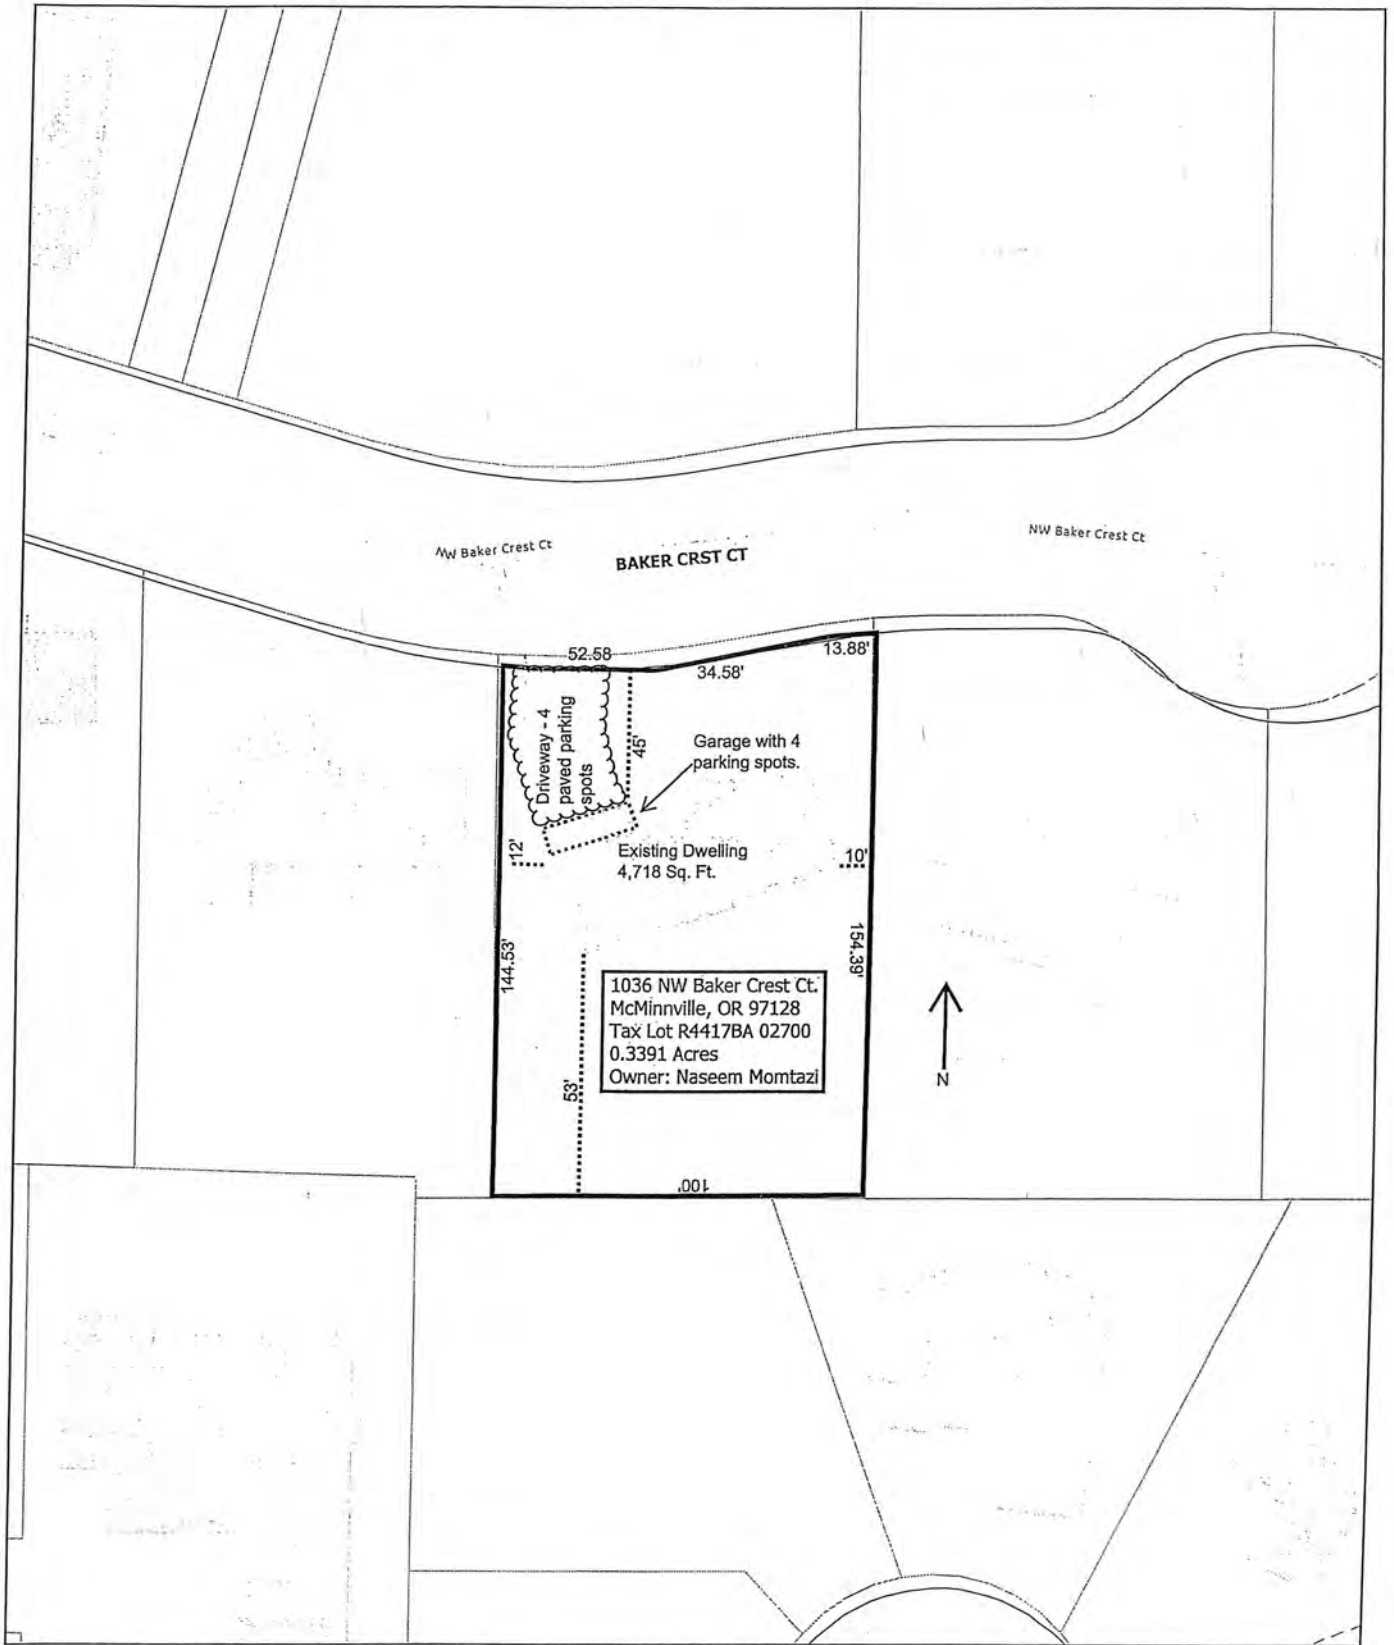 NW Baker Crest Ct
BAKER CRST CT
NW Baker Crest Ct
52.58
34.58'
13.88'
Driveway - 4
paved parking
spots
45'
Garage with 4
parking spots.
12'
Existing Dwelling
4,718 Sq. Ft.
10'
144.53'
154.39'
1036 NW Baker Crest Ct.
McMinnville, OR 97128
Tax Lot R4417BA 02700
0.3391 Acres
Owner: Naseem Momtazi
N
53'
100'